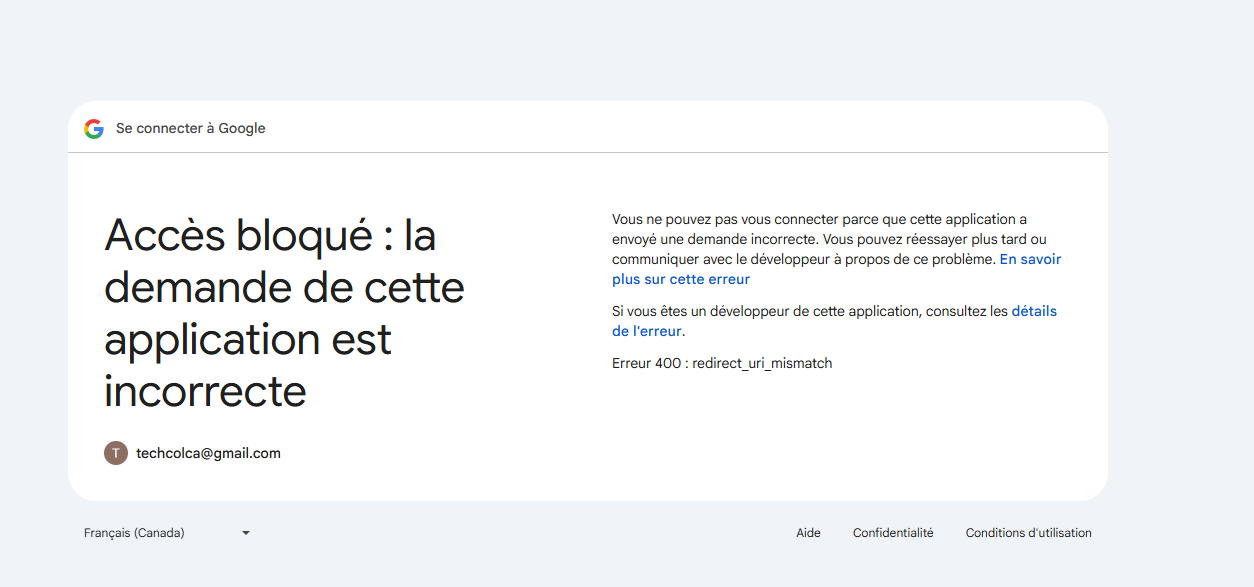 Se connecter à Google
Accès bloqué : la
demande de cette
application est
incorrecte
T techcolca@gmail.com
Vous ne pouvez pas vous connecter parce que cette application a
envoyé une demande incorrecte. Vous pouvez réessayer plus tard ou
communiquer avec le développeur à propos de ce problème. En savoir
plus sur cette erreur
Si vous êtes un développeur de cette application, consultez les détails
de l'erreur.
Erreur 400 : redirect_uri_mismatch
Français (Canada)
Aide Confidentialité Conditions d'utilisation